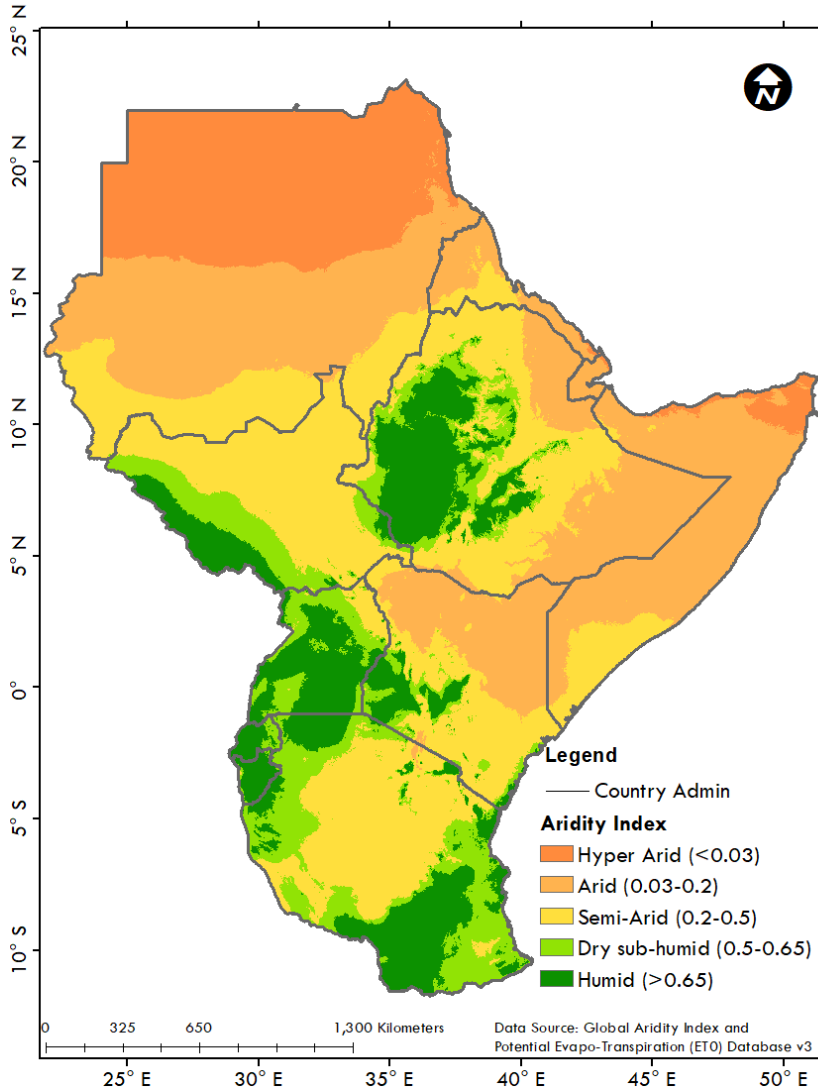 N
25° N
20° N
15° N
10° N
5° N
0°
5° S
10° S
Legend
Country Admin
Aridity Index
Hyper Arid (<0.03)
Arid (0.03-0.2)
Semi-Arid (0.2-0.5)
Dry sub-humid (0.5-0.65)
Humid (>0.65)
0 325 650 1,300 Kilometers
Data Source: Global Aridity Index and
Potential Evapo-Transpiration (ET0) Database v3
25° E 30° E 35° E 40° E 45° E 50° E